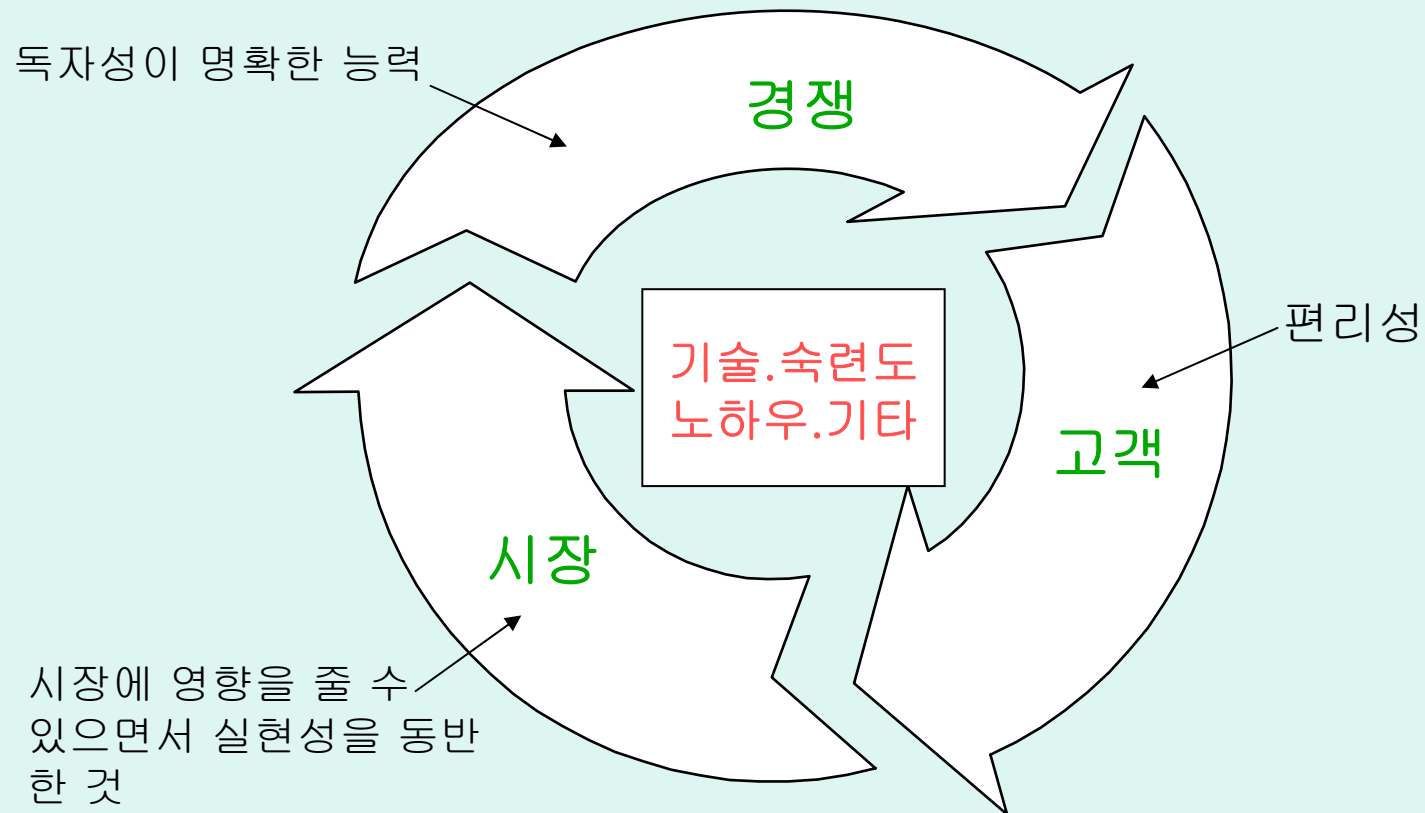 독자성이 명확한 능력
경쟁
편리성
기술.숙련도
노하우.기타
고객
시장
시장에 영향을 줄 수
있으면서 실현성을 동반
한 것